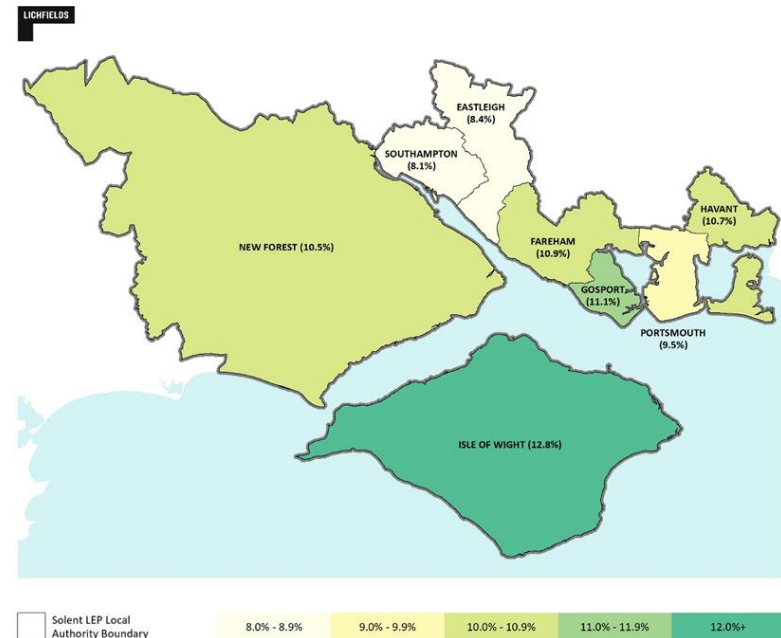 LICHFIELDS
EASTLEIGH
(8.4%)
SOUTHAMPTON
(8.1%)
HAVANT
(10.7%)
NEW FOREST (10.5%)
FAREHAM
(10.9%)
GOSPORT
(11.1%)
PORTSMOUTH
(9.5%)
ISLE OF WIGHT (12.8%)
Solent LEP Local
Authority Boundary
8.0% - 8.9%
9.0% - 9.9%
10.0% - 10.9%
11.0% - 11.9%
12.0%+